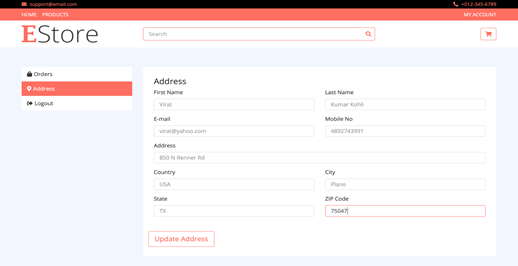 support@email.com
+012-345-6789
HOME PRODUCTS
MY ACCOUNT
EStore
Search
Orders
Address
Logout
Address
First Name
Last Name
Virat
Kumar Kohli
E-mail
Mobile No
virat@yahoo.com
4892743991
Address
850 N Renner Rd
Country
City
USA
Plano
State
ZIP Code
TX
75047
Update Address